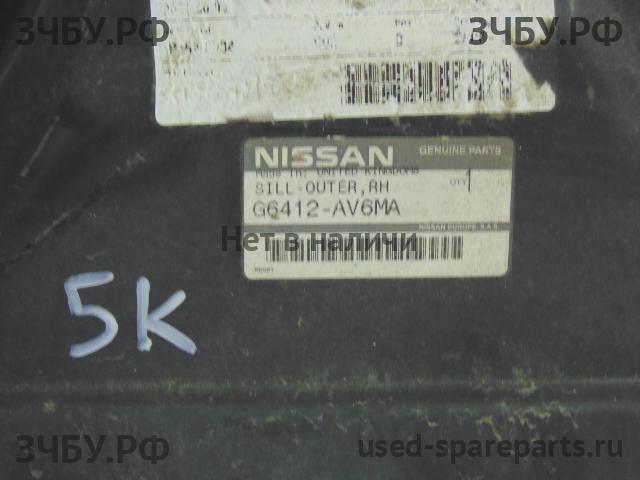 ЗЧБУ.РФ ЗЧБУ.РФ
NISSAN GENUINE PARTS
MADE IN: UNITED KINGDOMS
SILL-OUTER, RH QTY 1
G6412-AV6MA
NISSAN EUROPE. S.A.S
Нет в наличии
5K
ЗЧБУ.РФ used-spareparts.ru